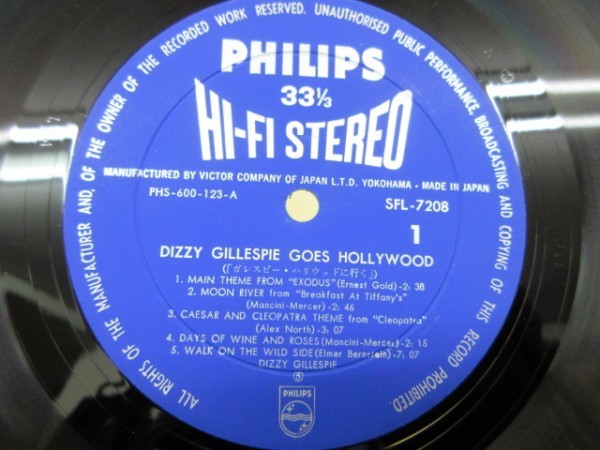 ALL RIGHTS OF THE MANUFACTURER AND, OF THE OWNER OF THE RECORDED WORK RESERVED. UNAUTHORISED PUBLIC PERFORMANCE, BROADCASTING AND COPYING OF THIS RECORD PROHIBITED.
PHILIPS
33⅓
HI-FI STEREO
MANUFACTURED BY VICTOR COMPANY OF JAPAN L.T.D. YOKOHAMA • MADE IN JAPAN
PHS-600-123-A
SFL-7208
1
DIZZY GILLESPIE GOES HOLLYWOOD
(「ガレスピー・ハリウッドに行く」)
1. MAIN THEME FROM "EXODUS" (Ernest Gold)-2: 38
2. MOON RIVER from "Breakfast At Tiffany's"
(Mancini-Mercer)-2: 46
3. CAESAR AND CLEOPATRA THEME from "Cleopatra"
(Alex North)-3; 07
4. DAYS OF WINE AND ROSES (Mancini-Mercer)-2: 15
5. WALK ON THE WILD SIDE (Elmer Bernstein)-7; 07
DIZZY GILLESPIE
PHILIPS